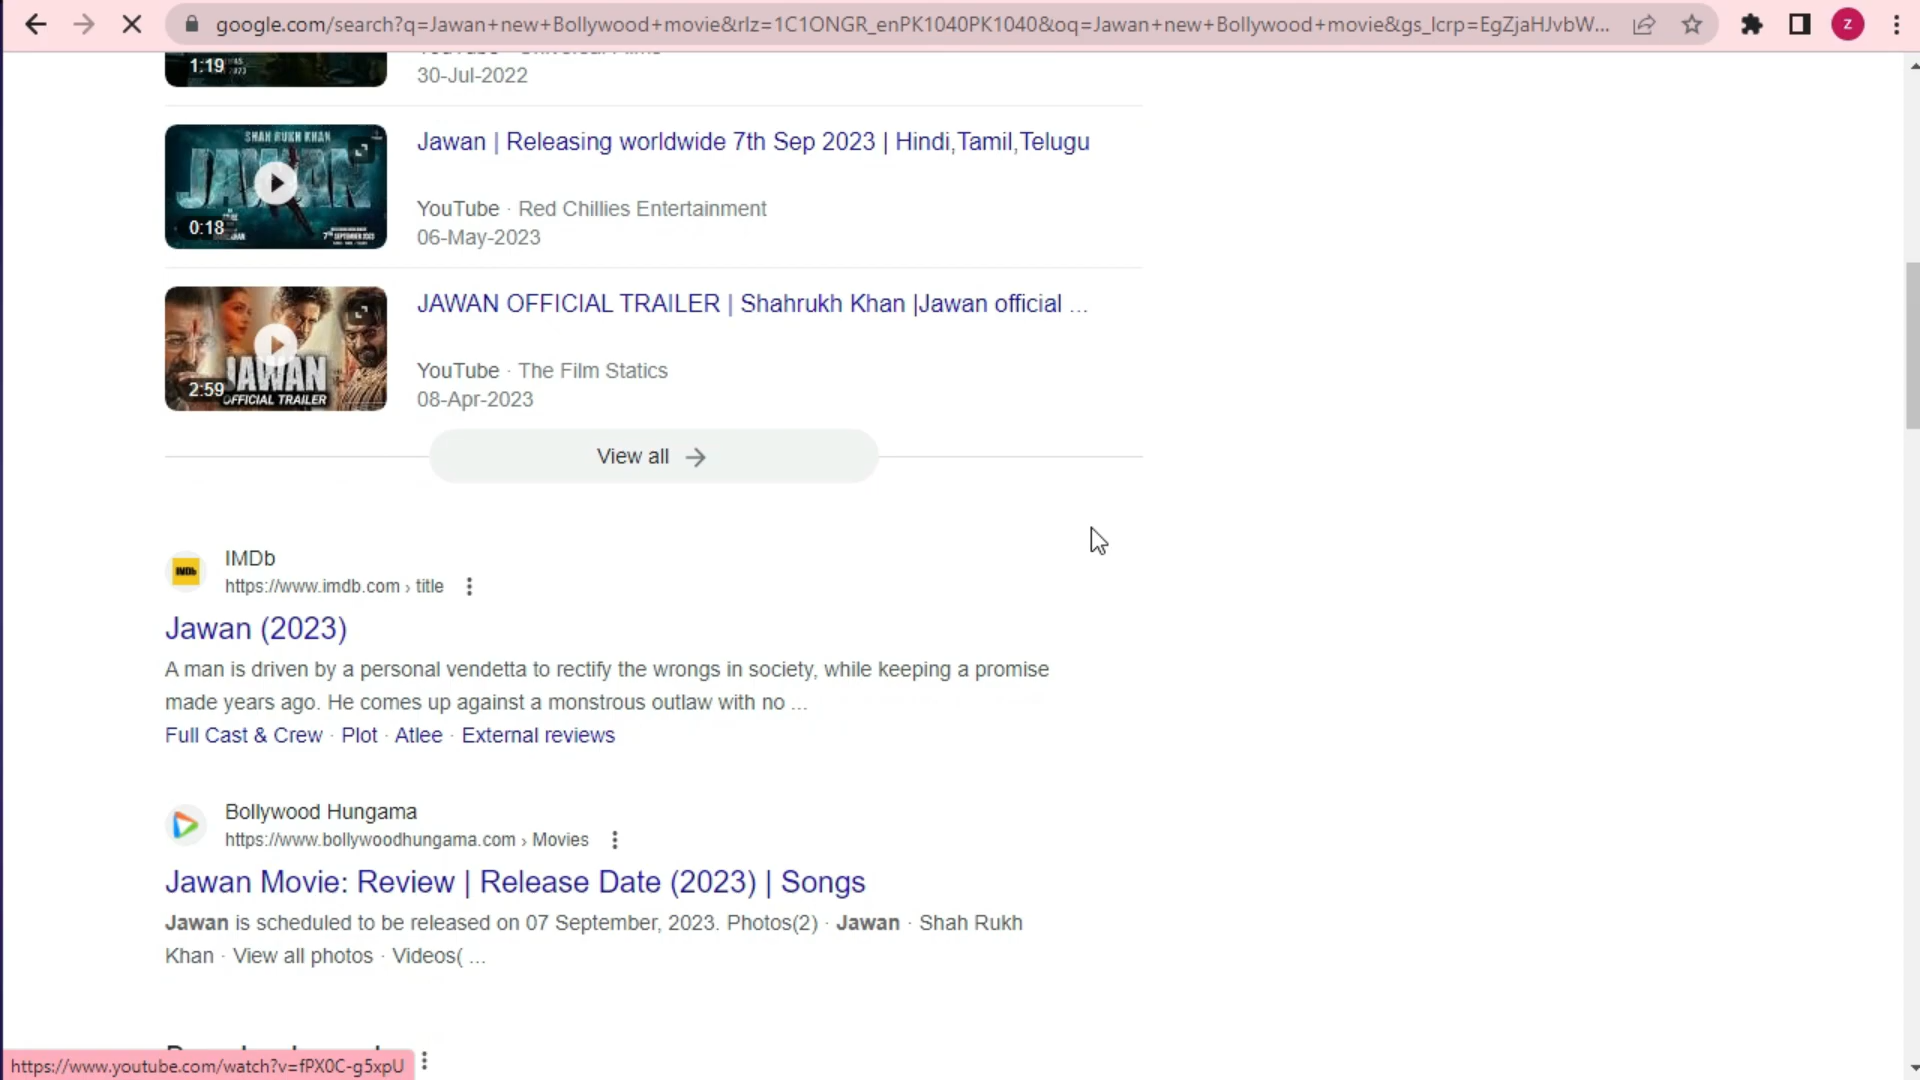 google.com/search?q=Jawan+new+Bollywood+movie&rlz=1C1ONGR_enPK1040PK1040&oq=Jawan+new+Bollywood+movie&gs_lcrp=EgZjaHJvbW...
z
1:19
30-Jul-2022
SHAH RUKH KHAN
JAWAN
0:18
Jawan | Releasing worldwide 7th Sep 2023 | Hindi,Tamil,Telugu
YouTube · Red Chillies Entertainment
06-May-2023
JAWAN
OFFICIAL TRAILER
2:59
JAWAN OFFICIAL TRAILER | Shahrukh Khan |Jawan official ...
YouTube · The Film Statics
08-Apr-2023
View all
IMDb
IMDb
https://www.imdb.com › title
Jawan (2023)
A man is driven by a personal vendetta to rectify the wrongs in society, while keeping a promise
made years ago. He comes up against a monstrous outlaw with no ...
Full Cast & Crew · Plot · Atlee · External reviews
Bollywood Hungama
https://www.bollywoodhungama.com › Movies
Jawan Movie: Review | Release Date (2023) | Songs
Jawan is scheduled to be released on 07 September, 2023. Photos(2) · Jawan · Shah Rukh
Khan · View all photos · Videos( ...
https://www.youtube.com/watch?v=fPX0C-g5xpU